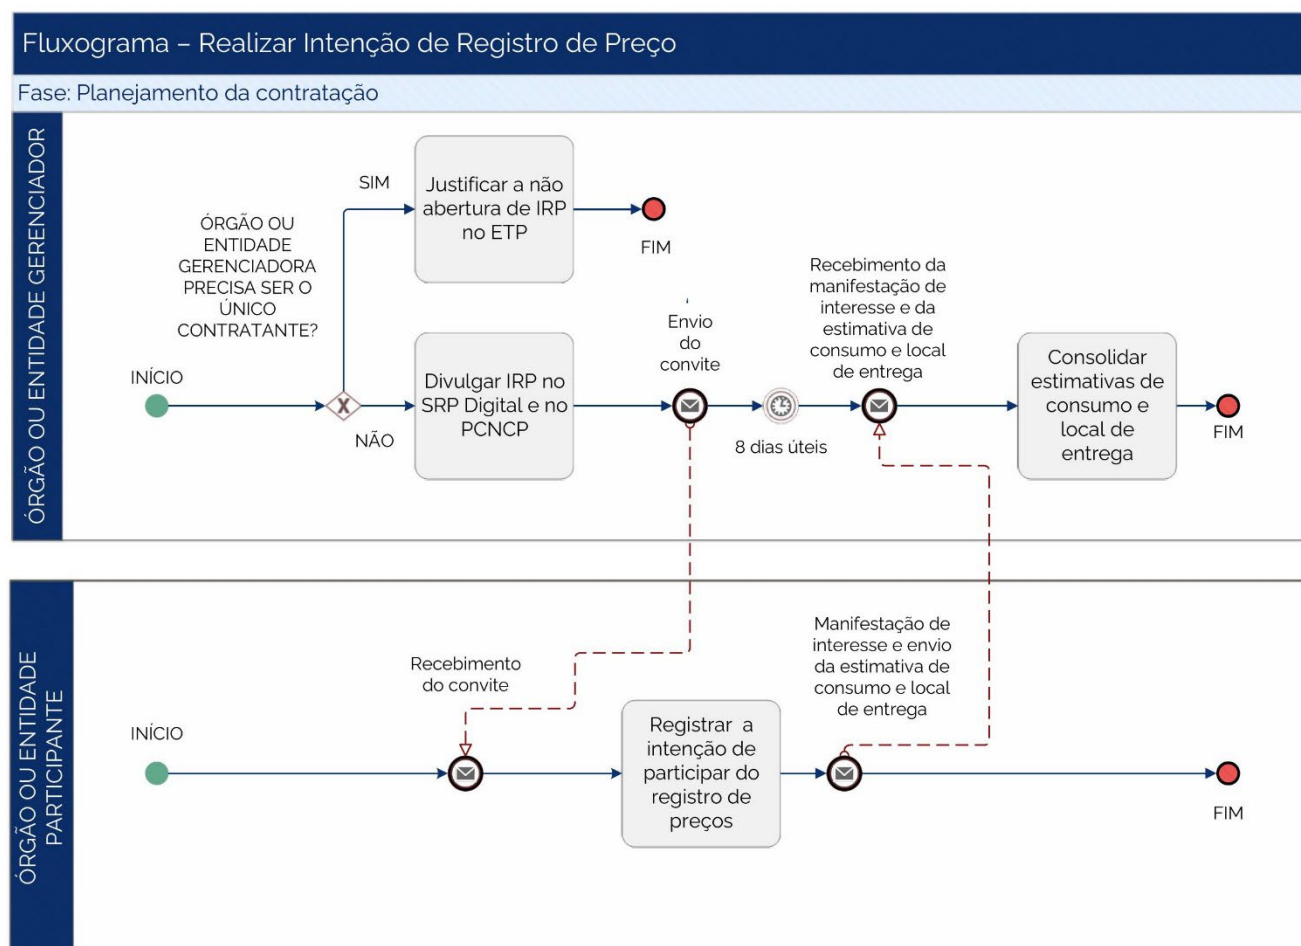 Fluxograma – Realizar Intenção de Registro de Preço
Fase: Planejamento da contratação
ÓRGÃO OU ENTIDADE GERENCIADOR
INÍCIO
ÓRGÃO OU
ENTIDADE
GERENCIADORA
PRECISA SER O
ÚNICO
CONTRATANTE?
SIM
NÃO
X
Justificar a não
abertura de IRP
no ETP
FIM
Divulgar IRP no
SRP Digital e no
PCNCP
Envio
do
convite
8 dias úteis
Recebimento da
manifestação de
interesse e da
estimativa de
consumo e local
de entrega
Consolidar
estimativas de
consumo e
local de
entrega
FIM
ÓRGÃO OU ENTIDADE
PARTICIPANTE
INÍCIO
Recebimento
do convite
Registrar a
intenção de
participar do
registro de
preços
Manifestação de
interesse e envio
da estimativa de
consumo e local
de entrega
FIM